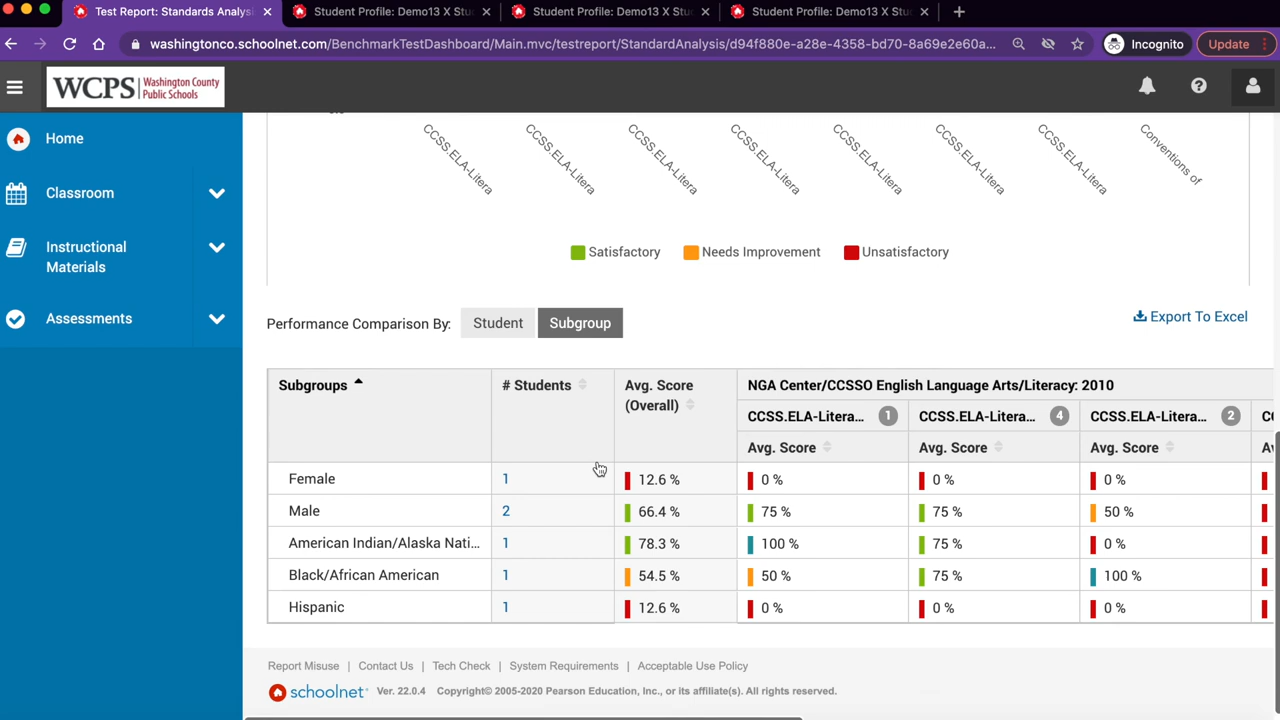 Test Report: Standards Analysis
Student Profile: Demo13 X Stu
Student Profile: Demo13 X Stu
Student Profile: Demo13 X Stu
washingtonco.schoolnet.com/BenchmarkTestDashboard/Main.mvc/testreport/StandardAnalysis/d94f880e-a28e-4358-bd70-8a69e2e60a...
Incognito
Update
WCPS Washington County Public Schools
Home
Classroom
Instructional
Materials
Assessments
CCSS.ELA-Litera
CCSS.ELA-Litera
CCSS.ELA-Litera
CCSS.ELA-Litera
CCSS.ELA-Litera
CCSS.ELA-Litera
CCSS.ELA-Litera
Conventions of
Satisfactory Needs Improvement Unsatisfactory
Performance Comparison By: Student Subgroup
Export To Excel
Subgroups # Students Avg. Score (Overall) NGA Center/CCSSO English Language Arts/Literacy: 2010
CCSS.ELA-Litera... 1 CCSS.ELA-Litera... 4 CCSS.ELA-Litera... 2
Avg. Score Avg. Score Avg. Score
Female 1 12.6 % 0 % 0 % 0 %
Male 2 66.4 % 75 % 75 % 50 %
American Indian/Alaska Nati... 1 78.3 % 100 % 75 % 0 %
Black/African American 1 54.5 % 50 % 75 % 100 %
Hispanic 1 12.6 % 0 % 0 % 0 %
Report Misuse | Contact Us | Tech Check | System Requirements | Acceptable Use Policy
schoolnet Ver. 22.0.4 Copyright© 2005-2020 Pearson Education, Inc., or its affiliate(s). All rights reserved.